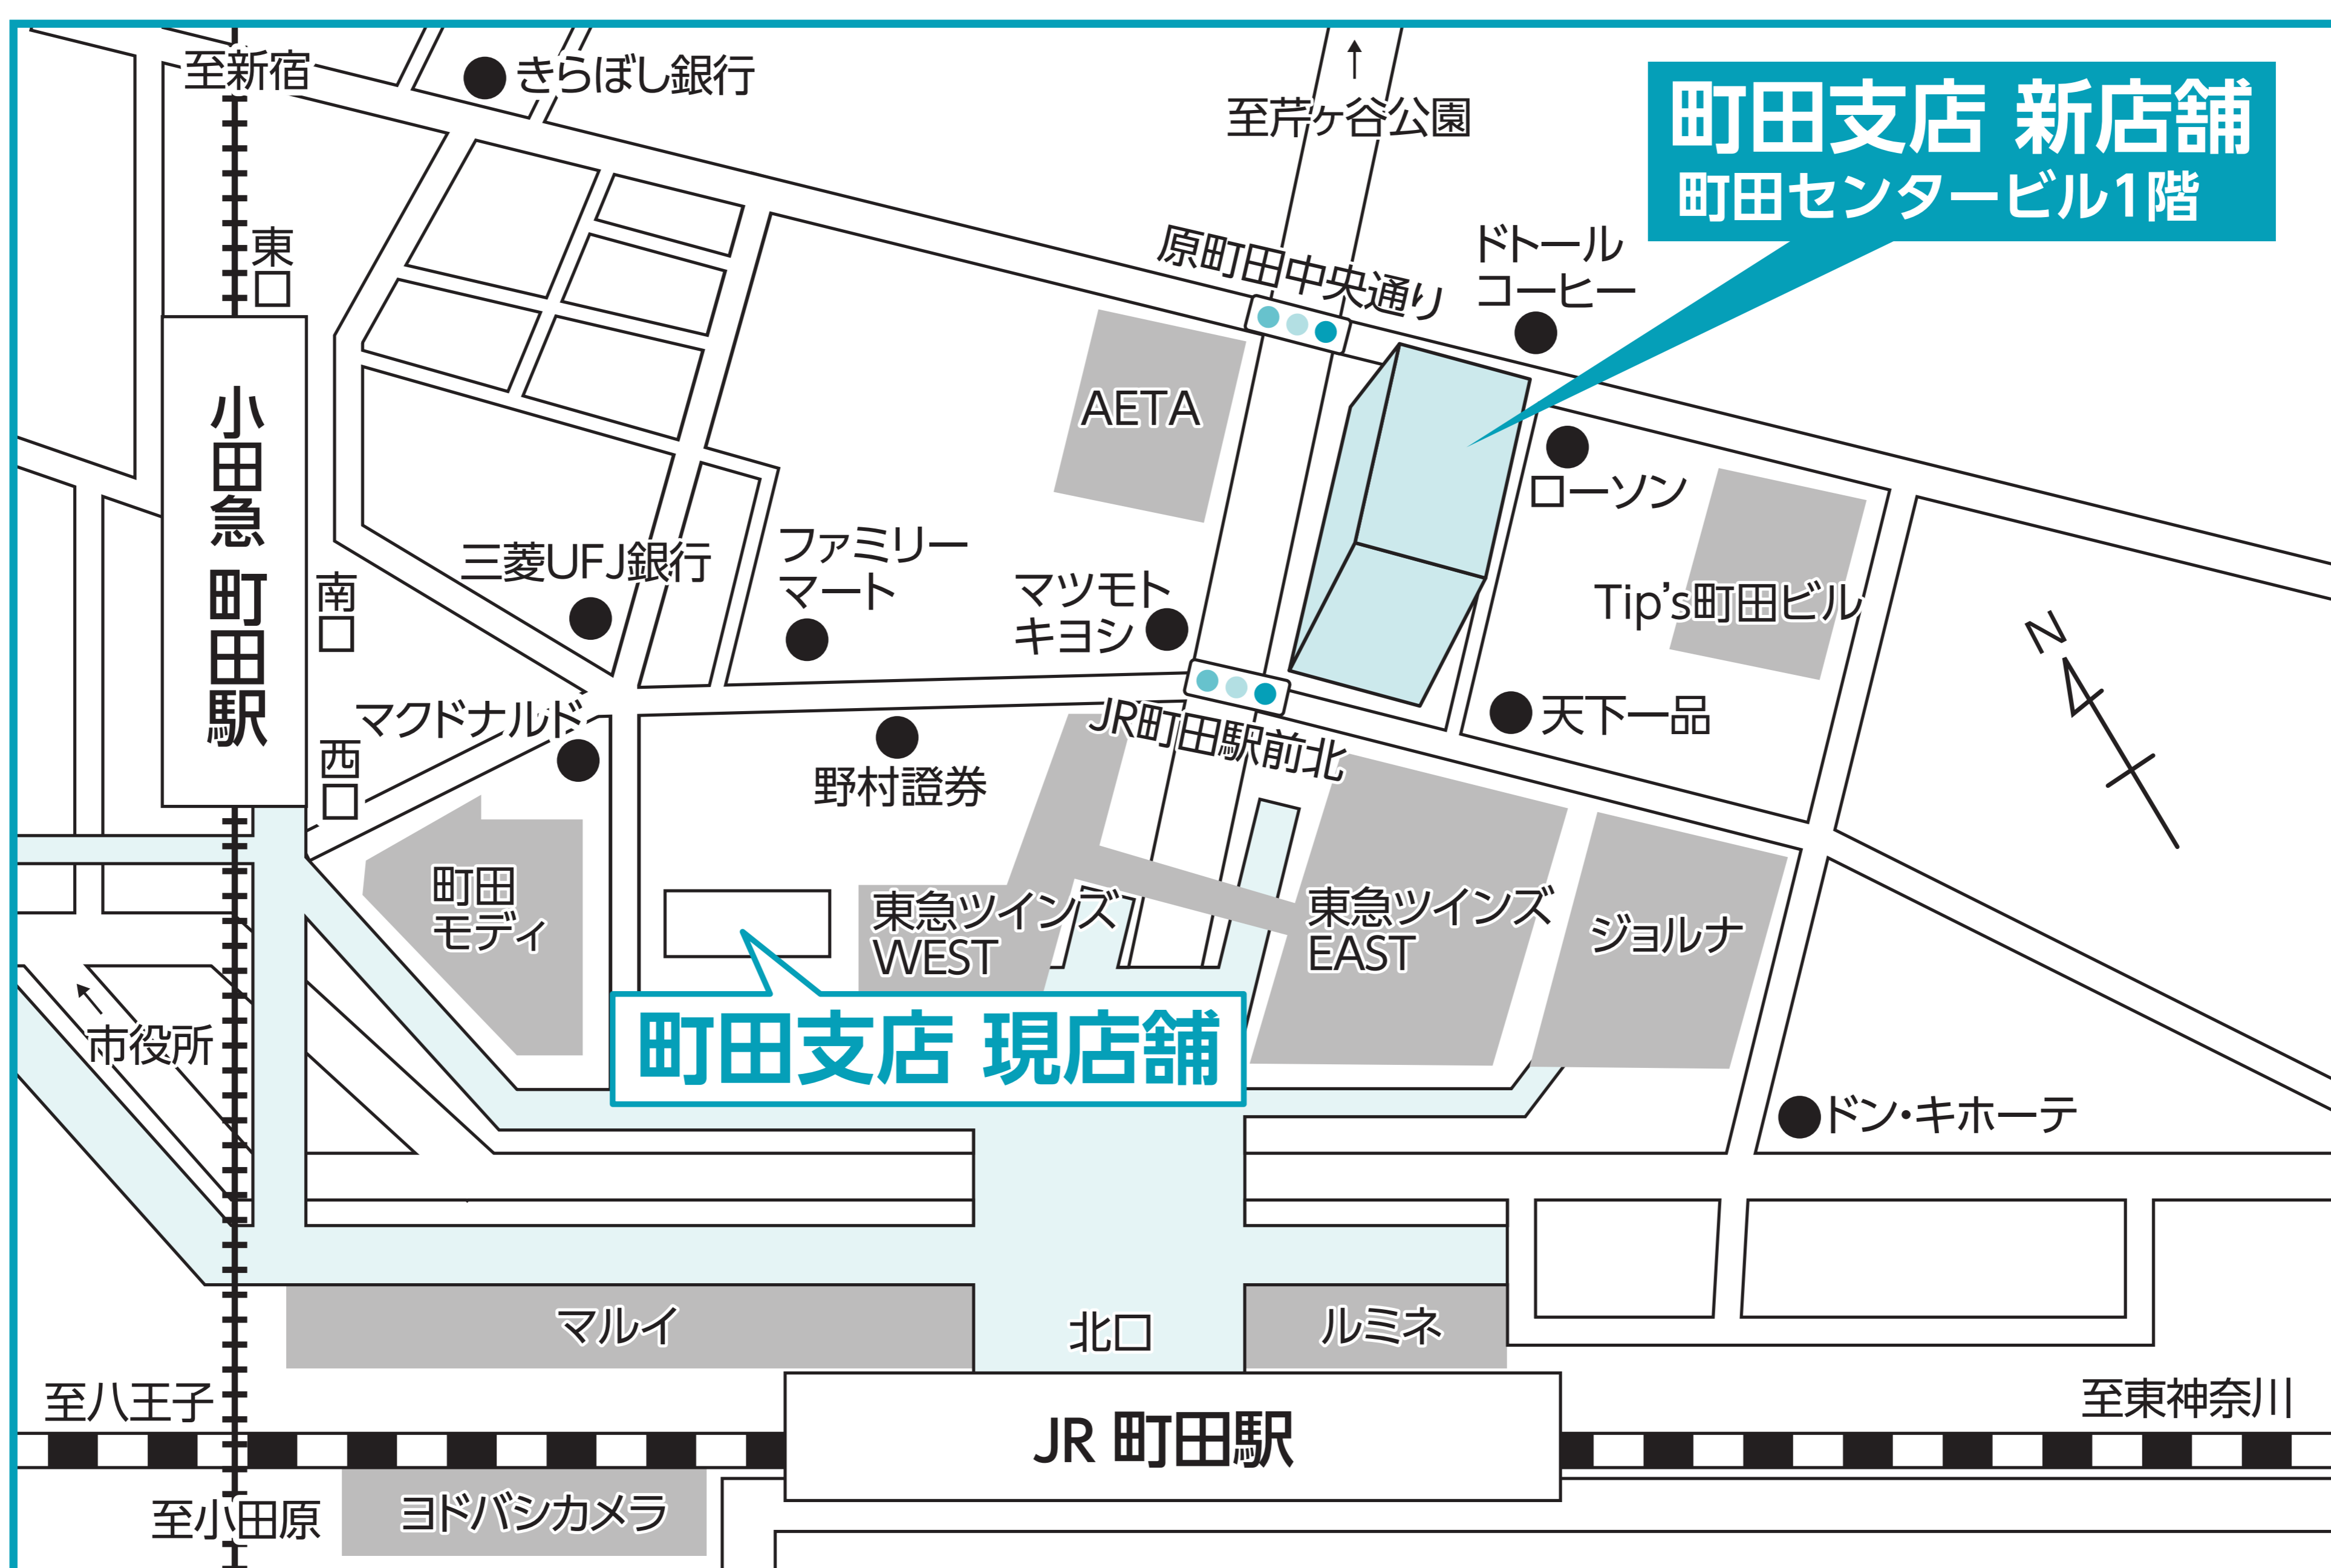 至新宿
きらぼし銀行
至芹ヶ谷公園
町田支店 新店舗
町田センタービル1階
東口
原町田中央通り
ドトール
コーヒー
小田急 町田駅
AETA
ローソン
三菱UFJ銀行
ファミリー
マート
マツモト
キヨシ
南口
Tip's町田ビル
N
マクドナルド
JR町田駅前北
天下一品
西口
野村證券
町田
モディ
東急ツインズ
WEST
東急ツインズ
EAST
ジョルナ
市役所
町田支店 現店舗
ドン・キホーテ
マルイ
北口
ルミネ
至八王子
至東神奈川
JR 町田駅
至小田原
ヨドバシカメラ